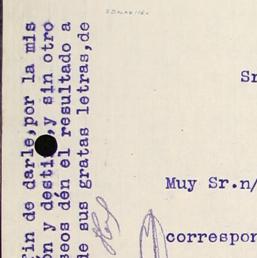 Sr
Muy Sr.n/
correspon
fin de darle,por la mis
ón y desti ,y sin otro
seos dén el resultado a
de sus gratas letras,de